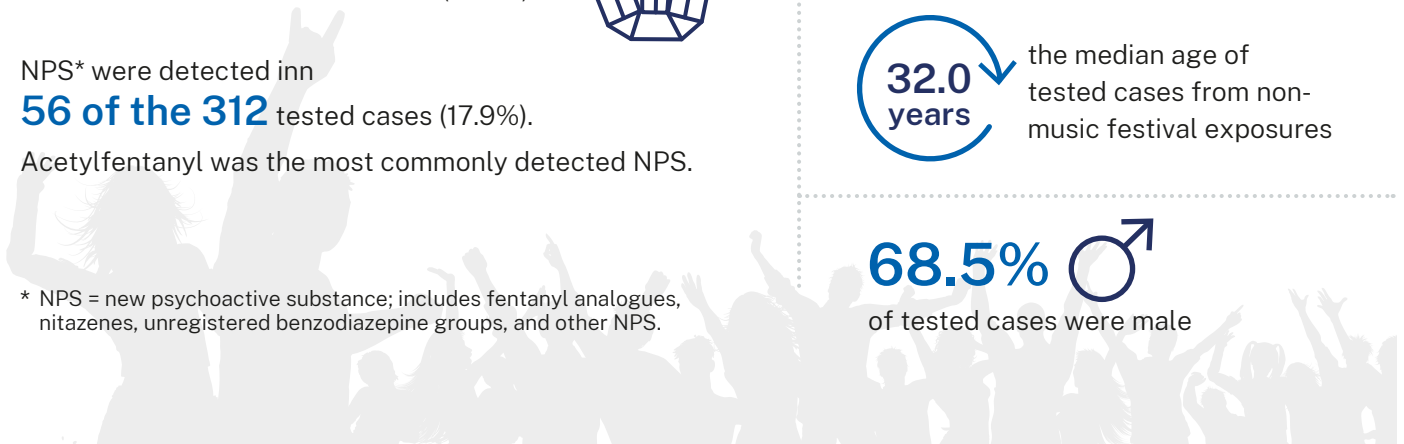 NPS* were detected inn
56 of the 312 tested cases (17.9%).
Acetylfentanyl was the most commonly detected NPS.
* NPS = new psychoactive substance; includes fentanyl analogues,
nitazenes, unregistered benzodiazepine groups, and other NPS.
32.0
years
the median age of
tested cases from non-
music festival exposures
68.5%
of tested cases were male